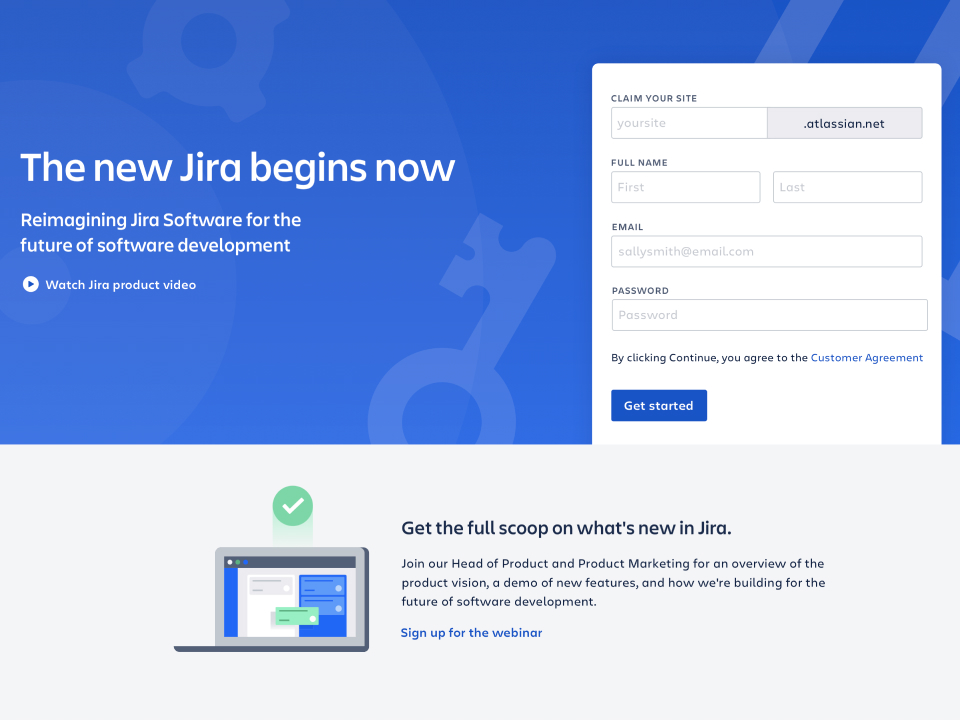 The new Jira begins now
Reimagining Jira Software for the
future of software development
Watch Jira product video
CLAIM YOUR SITE
yoursite .atlassian.net
FULL NAME
First Last
EMAIL
sallysmith@email.com
PASSWORD
Password
By clicking Continue, you agree to the Customer Agreement
Get started
Get the full scoop on what's new in Jira.
Join our Head of Product and Product Marketing for an overview of the
product vision, a demo of new features, and how we're building for the
future of software development.
Sign up for the webinar